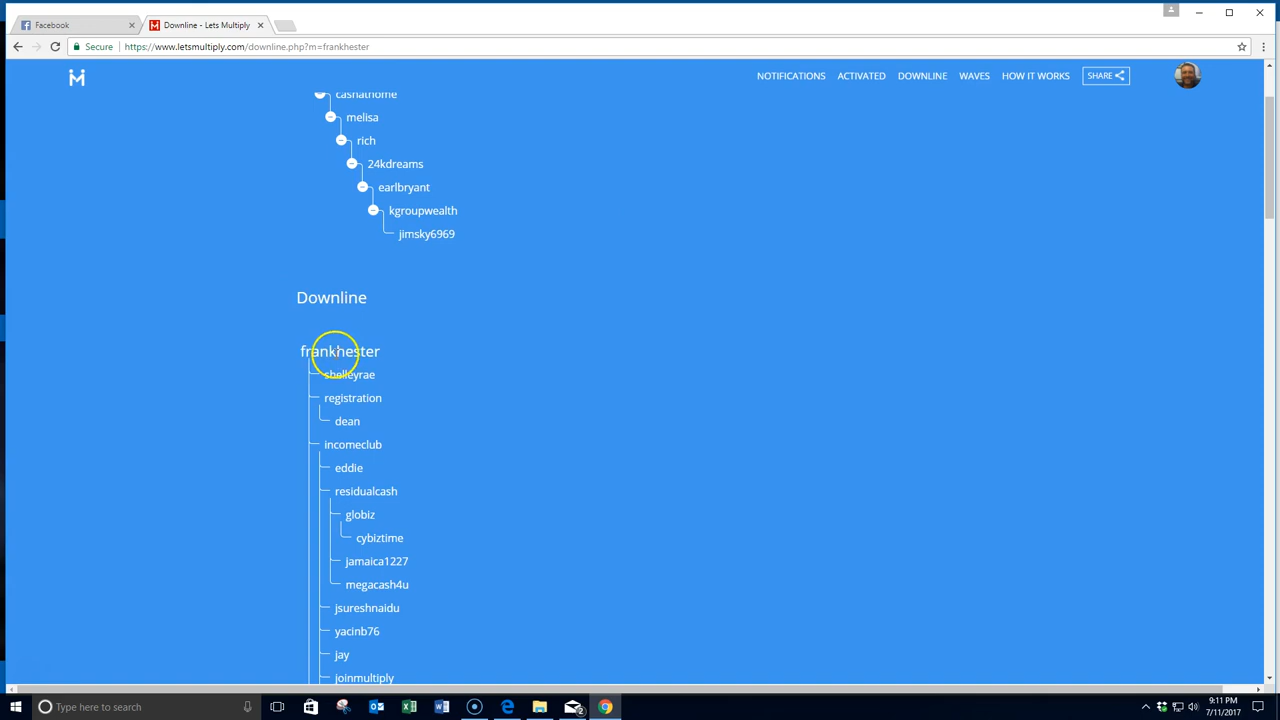 Facebook
Downline - Lets Multiply
Secure
https://www.letsmultiply.com/downline.php?m=frankhester
NOTIFICATIONS
ACTIVATED
DOWNLINE
WAVES
HOW IT WORKS
SHARE
cashathome
melisa
rich
24kdreams
earlbryant
kgroupwealth
jimsky6969
Downline
frankhester
shelleyrae
registration
dean
incomeclub
eddie
residualcash
globiz
cybiztime
jamaica1227
megacash4u
jsureshnaidu
yacinb76
jay
joinmultiply
Type here to search
9:11 PM
7/11/2017